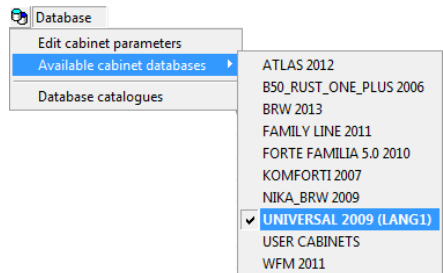 Database
Edit cabinet parameters
Available cabinet databases
Database catalogues
ATLAS 2012
B50_RUST_ONE_PLUS 2006
BRW 2013
FAMILY LINE 2011
FORTE FAMILIA 5.0 2010
KOMFORTI 2007
NIKA_BRW 2009
UNIVERSAL 2009 (LANG1)
USER CABINETS
WFM 2011